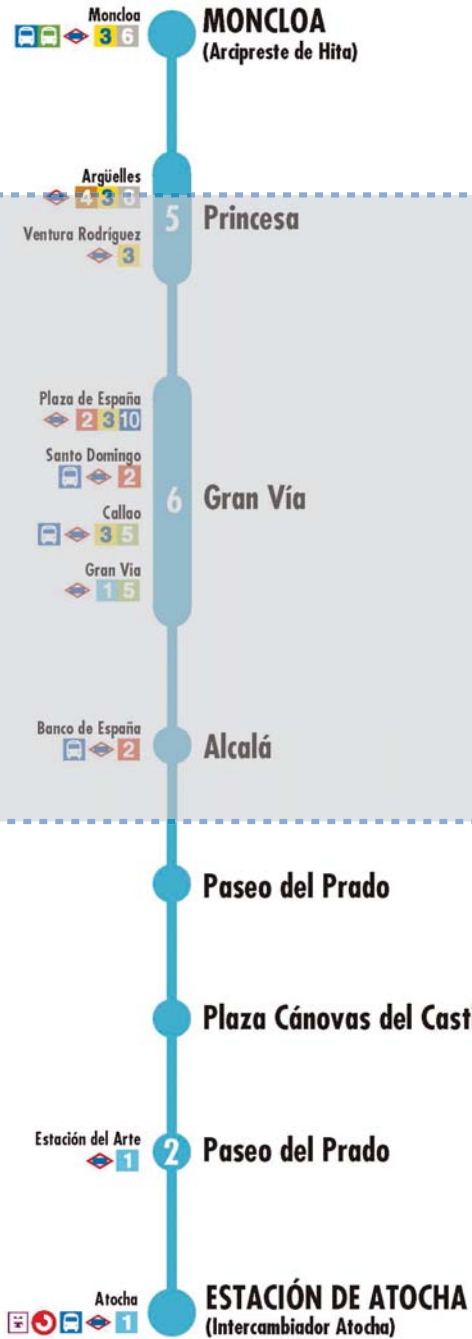 Moncloa
3 6
MONCLOA
(Arcipreste de Hita)
Argüelles
4 3 6
5
Princesa
Ventura Rodríguez
3
Plaza de España
2 3 10
Santo Domingo
2
6
Gran Vía
Callao
3 5
Gran Via
1 5
Banco de España
2
Alcalá
Paseo del Prado
Plaza Cánovas del Cast
Estación del Arte
1
2
Paseo del Prado
Atocha
1
ESTACIÓN DE ATOCHA
(Intercambiador Atocha)